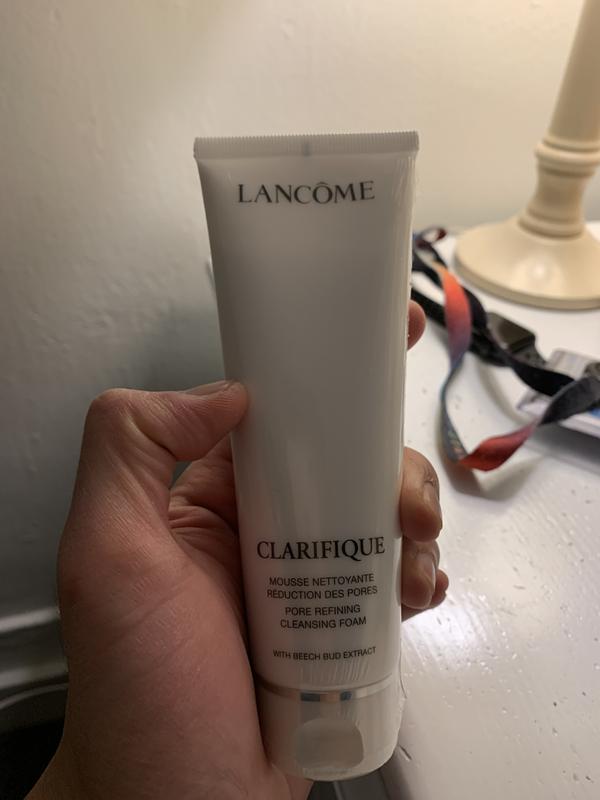 LANCÔME
CLARIFIQUE
MOUSSE NETTOYANTE
RÉDUCTION DES PORES
PORE REFINING
CLEANSING FOAM
WITH BEECH BUD EXTRACT